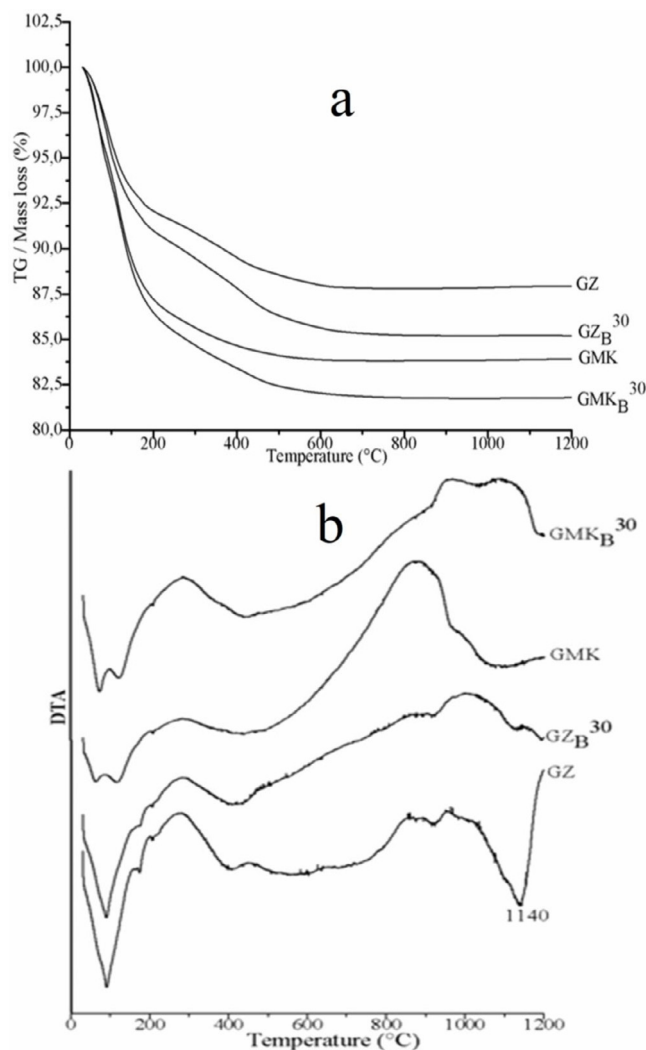 102,5
100,0
97,5
95,0
92,5
90,0
87,5
85,0
82,5
80,0
TG / Mass loss (%)
a
GZ
GZB30
GMK
GMKB30
0 200 400 600 800 1000 1200
Temperature (°C)
b
DTA
GMKB30
GMK
GZB30
GZ
1140
0 200 400 600 800 1000 1200
Temperature (°C)